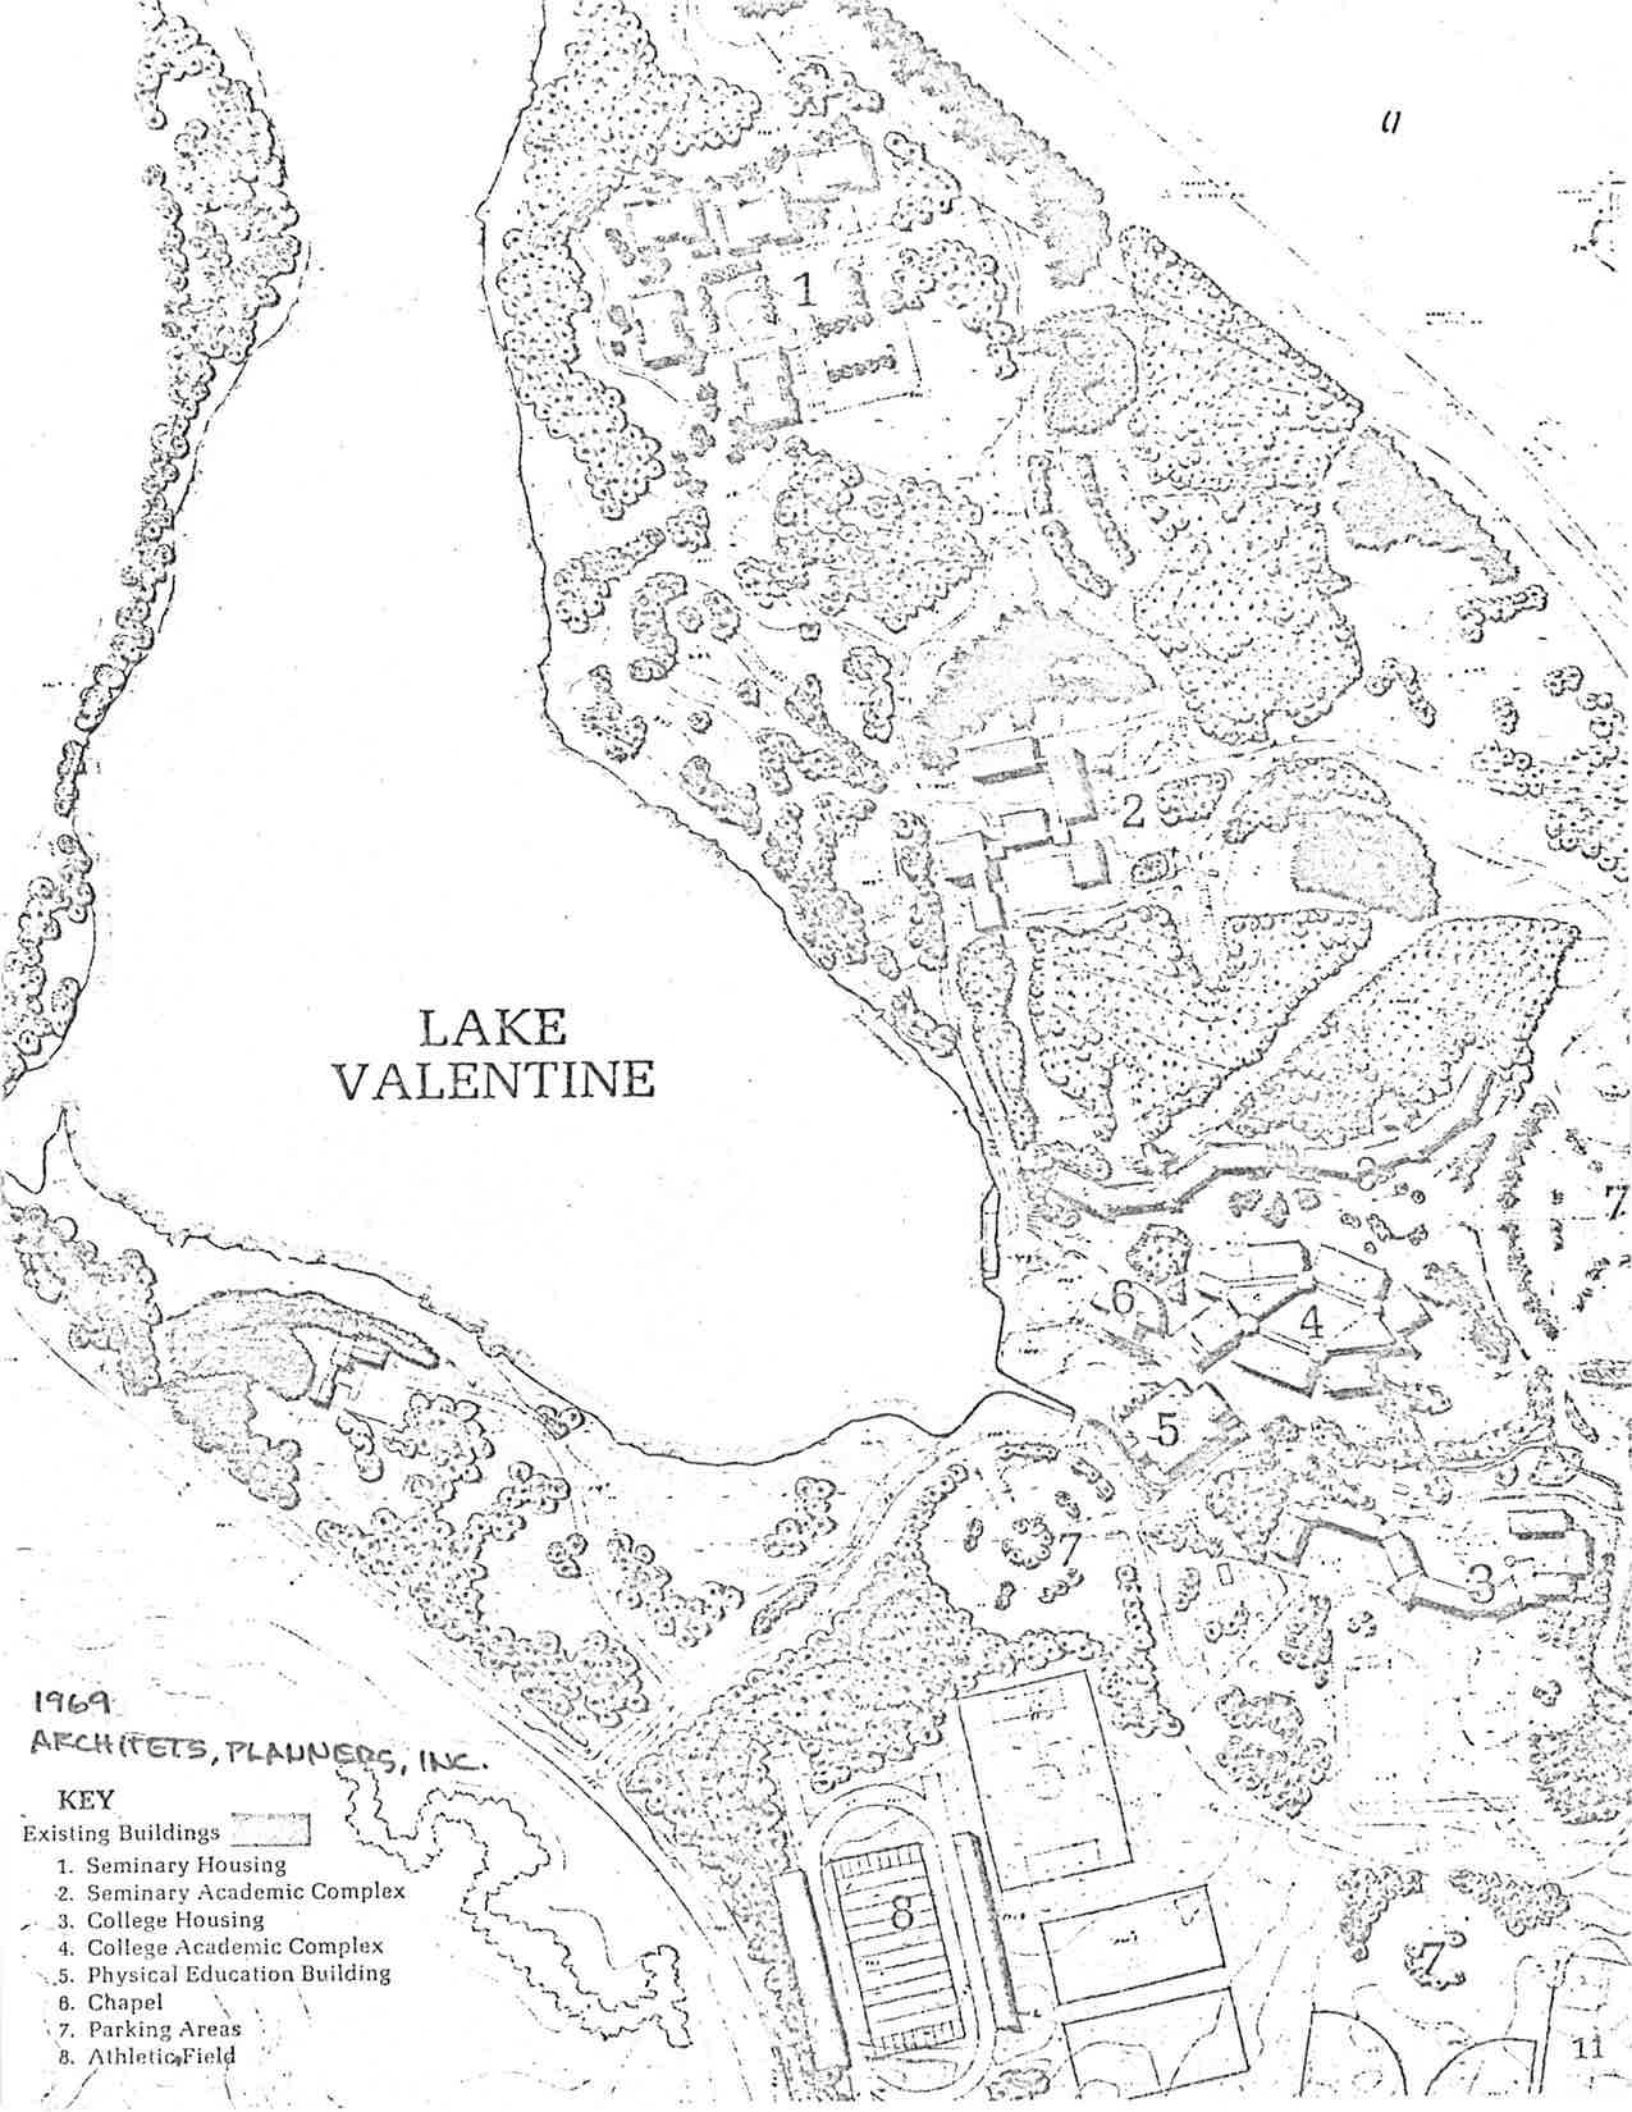 11
1
2
LAKE
VALENTINE
3
7
6
4
5
7
3
1969
ARCHITETS, PLANNERS, INC.
KEY
Existing Buildings
1. Seminary Housing
2. Seminary Academic Complex
3. College Housing
4. College Academic Complex
5. Physical Education Building
6. Chapel
7. Parking Areas
8. Athletic Field
8
7
11